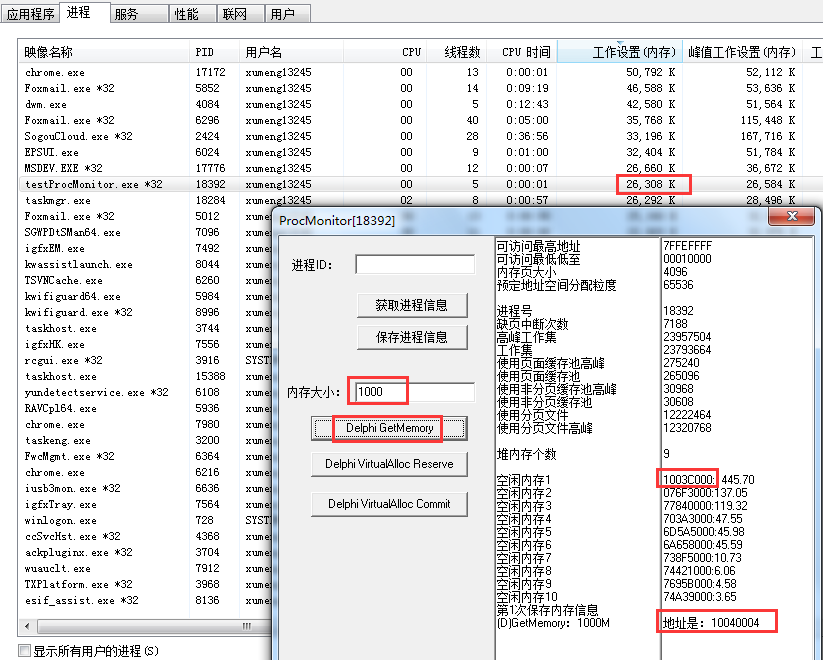 应用程序 进程 服务 性能 联网 用户
映像名称 PID 用户名 CPU 线程数 CPU 时间 工作设置(内存) 峰值工作设置(内存) 工
chrome.exe 17172 xumeng13245 00 13 0:00:01 50,792 K 52,112 K
Foxmail.exe *32 5852 xumeng13245 00 14 0:09:19 46,588 K 53,636 K
dwm.exe 4084 xumeng13245 00 5 0:12:43 42,580 K 51,564 K
Foxmail.exe *32 6296 xumeng13245 00 40 0:05:00 35,768 K 115,448 K
SogouCloud.exe *32 2424 xumeng13245 00 28 0:36:56 33,196 K 167,716 K
EPSUI.exe 6024 xumeng13245 00 9 0:01:00 32,404 K 51,784 K
MSDEV.EXE *32 17776 xumeng13245 00 12 0:00:07 26,660 K 36,672 K
testProcMonitor.exe *32 18392 xumeng13245 00 5 0:00:01 26,308 K 26,584 K
taskmgr.exe 18284 xumeng13245 02 8 0:00:57 26,292 K 28,496 K
Foxmail.exe *32 5012 xume
SGWPDtSMan64.exe 7096 xume
igfxEM.exe 7492 xume
kwassistlaunch.exe 8044 xume
TSVNCache.exe 6260 xume
kwifiguard64.exe 5984 xume
kwifiguard.exe *32 8996 xume
taskhost.exe 3744 xume
igfxHK.exe 7556 xume
rcgui.exe *32 3916 SYST
taskhost.exe 15388 xume
yundetectservice.exe *32 6108 xume
RAVCpl64.exe 5936 xume
chrome.exe 7980 xume
taskeng.exe 3200 xume
FwcMgmt.exe *32 6364 xume
chrome.exe 6216 xume
iusb3mon.exe *32 6636 xume
igfxTray.exe 7564 xume
winlogon.exe 728 SYST
ccSvcHst.exe *32 4368 xume
ackpluginx.exe *32 3704 xume
wuauclt.exe 7912 xume
TXPlatform.exe *32 3968 xume
esif_assist.exe *32 8136 xume
显示所有用户的进程(S)
ProcMonitor[18392]
进程ID：
获取进程信息
保存进程信息
内存大小： 1000
Delphi GetMemory
Delphi VirtualAlloc Reserve
Delphi VirtualAlloc Commit
可访问最高地址 7FFEFFFF
可访问最低低至 00010000
内存页大小 4096
预定地址空间分配粒度 65536
进程号 18392
缺页中断次数 7188
高峰工作集 23957504
工作集 23793664
使用页面缓存池高峰 275240
使用页面缓存池 265096
使用非分页缓存池高峰 30968
使用非分页缓存池 30608
使用分页文件 12222464
使用分页文件高峰 12320768
堆内存个数 9
空闲内存1 1003C000: 445.70
空闲内存2 076F3000:137.05
空闲内存3 77840000:119.32
空闲内存4 703A3000:47.55
空闲内存5 6D5A5000:45.98
空闲内存6 6A658000:45.59
空闲内存7 738F5000:10.73
空闲内存8 74421000:6.06
空闲内存9 7695B000:4.58
空闲内存10 74A39000:3.65
第1次保存内存信息
(D)GetMemory：1000M 地址是：10040004